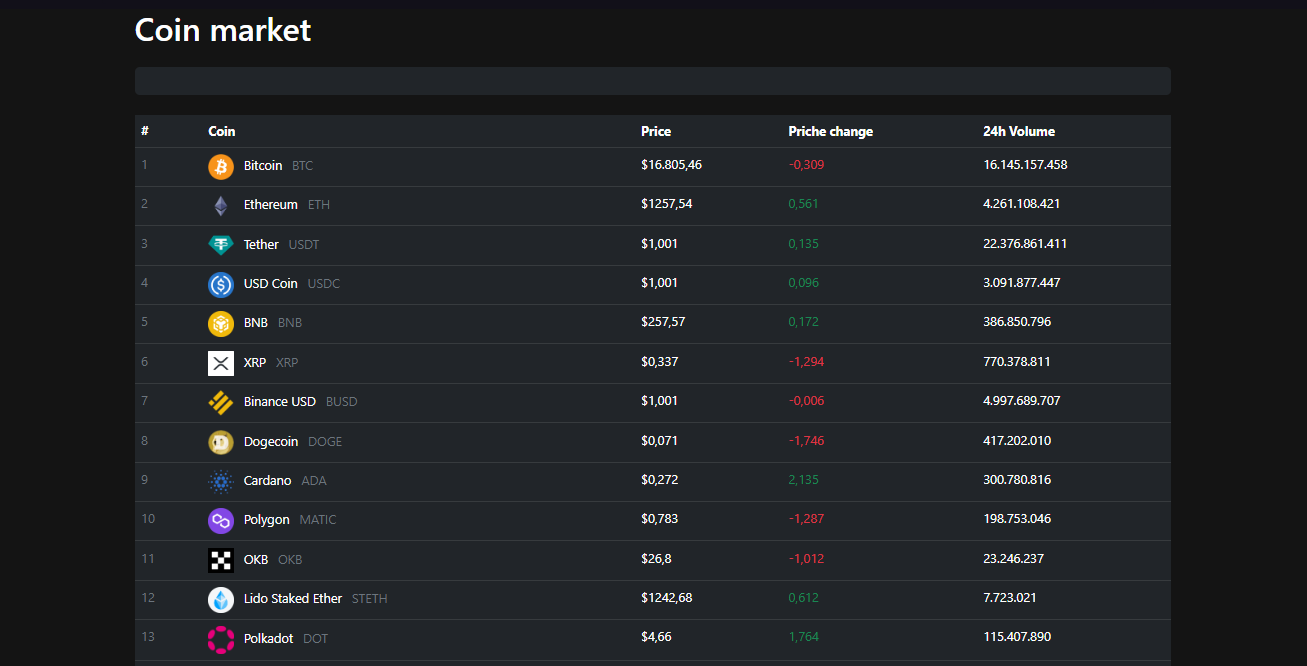 Coin market
# Coin Price Priche change 24h Volume
1 Bitcoin BTC $16.805,46 -0,309 16.145.157.458
2 Ethereum ETH $1257,54 0,561 4.261.108.421
3 Tether USDT $1,001 0,135 22.376.861.411
4 USD Coin USDC $1,001 0,096 3.091.877.447
5 BNB BNB $257,57 0,172 386.850.796
6 XRP XRP $0,337 -1,294 770.378.811
7 Binance USD BUSD $1,001 -0,006 4.997.689.707
8 Dogecoin DOGE $0,071 -1,746 417.202.010
9 Cardano ADA $0,272 2,135 300.780.816
10 Polygon MATIC $0,783 -1,287 198.753.046
11 OKB OKB $26,8 -1,012 23.246.237
12 Lido Staked Ether STETH $1242,68 0,612 7.723.021
13 Polkadot DOT $4,66 1,764 115.407.890